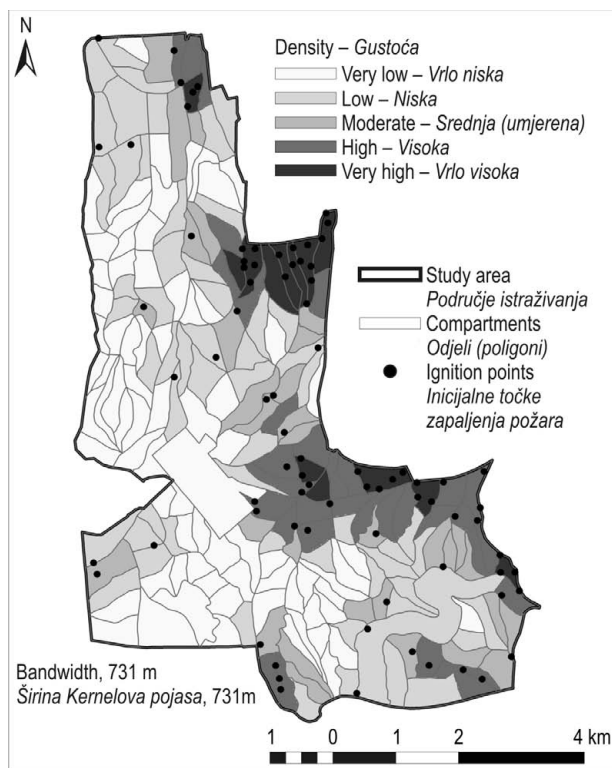 N
Density – Gustoća
Very low – Vrlo niska
Low – Niska
Moderate – Srednja (umjerena)
High – Visoka
Very high – Vrlo visoka
Study area
Područje istraživanja
Compartments
Odjeli (poligoni)
Ignition points
Inicijalne točke
zapaljenja požara
Bandwidth, 731 m
Širina Kernelova pojasa, 731m
1 0 1 2 4 km